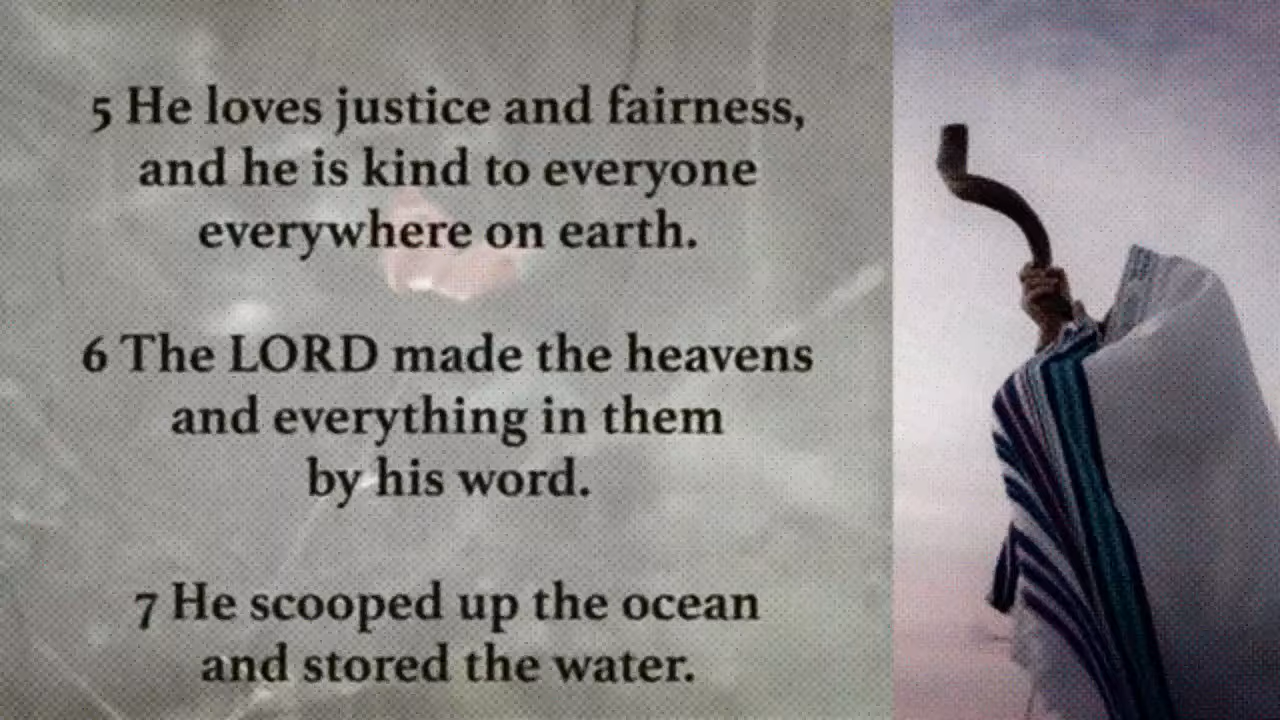 5 He loves justice and fairness,
and he is kind to everyone
everywhere on earth.
6 The LORD made the heavens
and everything in them
by his word.
7 He scooped up the ocean
and stored the water.